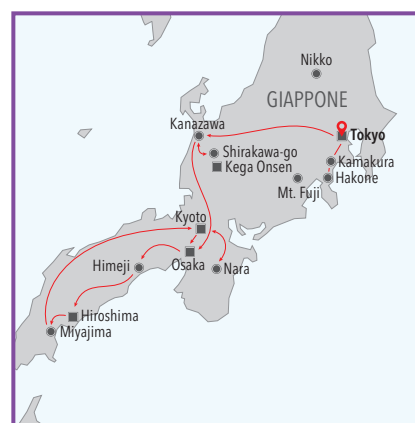 Nikko
GIAPPONE
Kanazawa
Tokyo
Shirakawa-go
Kega Onsen
Kamakura
Mt. Fuji
Hakone
Kyoto
Himeji
Osaka
Nara
Hiroshima
Miyajima